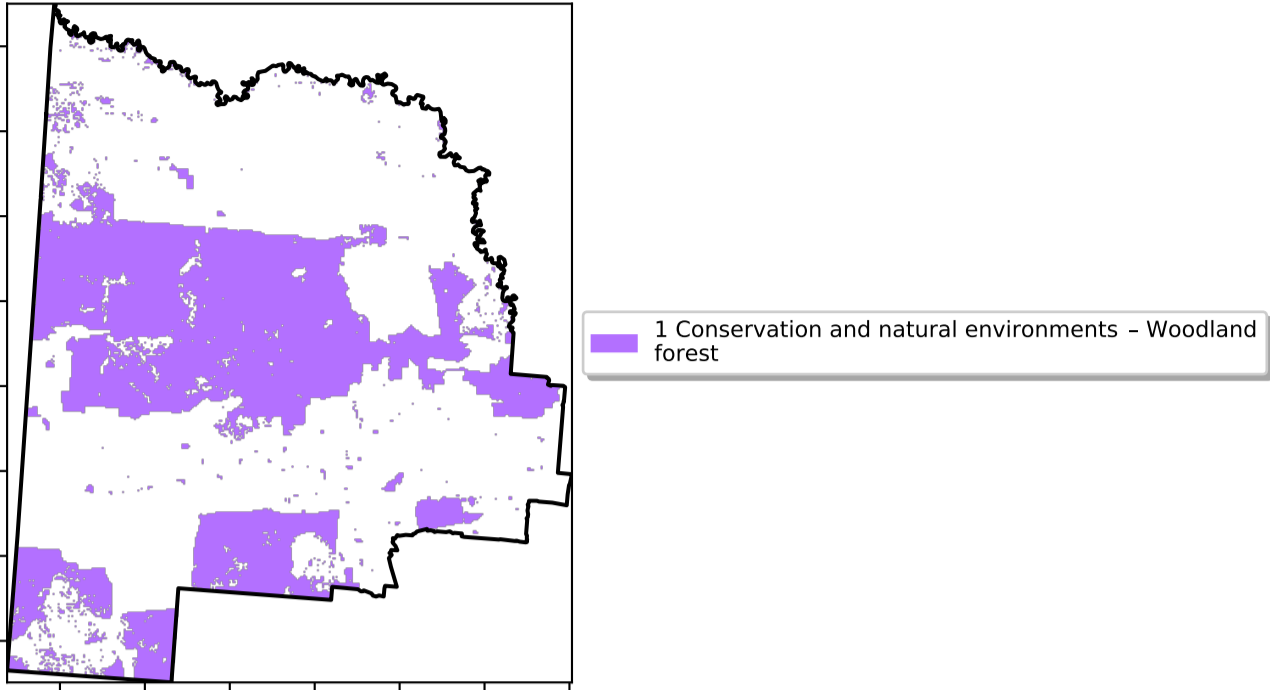 1 Conservation and natural environments – Woodland
forest